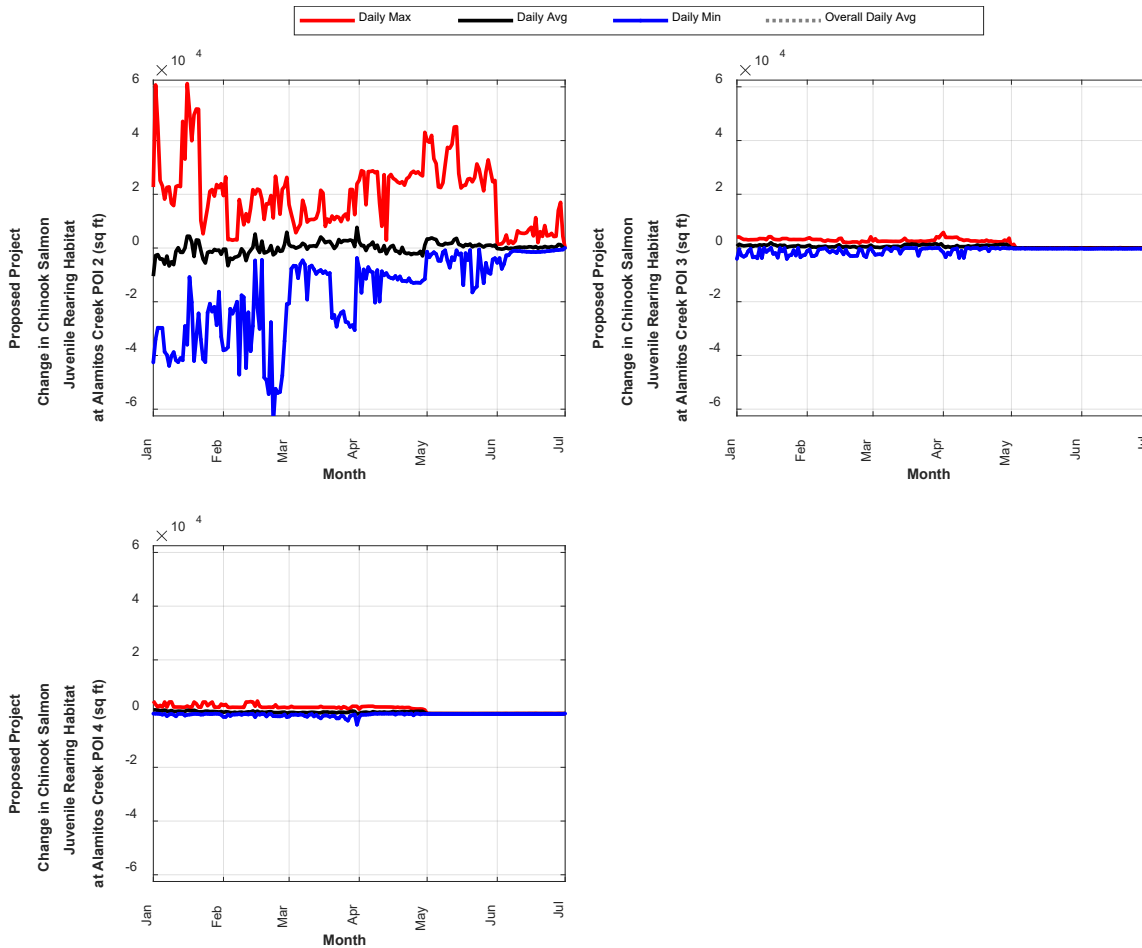 Daily Max Daily Avg Daily Min Overall Daily Avg
× 10 4
6
4
2
0
-2
-4
-6
Jan Feb Mar Apr May Jun Jul
Month
Proposed Project
Change in Chinook Salmon
Juvenile Rearing Habitat
at Alamitos Creek POI 2 (sq ft)
× 10 4
6
4
2
0
-2
-4
-6
Jan Feb Mar Apr May Jun Jul
Month
Proposed Project
Change in Chinook Salmon
Juvenile Rearing Habitat
at Alamitos Creek POI 3 (sq ft)
× 10 4
6
4
2
0
-2
-4
-6
Jan Feb Mar Apr May Jun Jul
Month
Proposed Project
Change in Chinook Salmon
Juvenile Rearing Habitat
at Alamitos Creek POI 4 (sq ft)